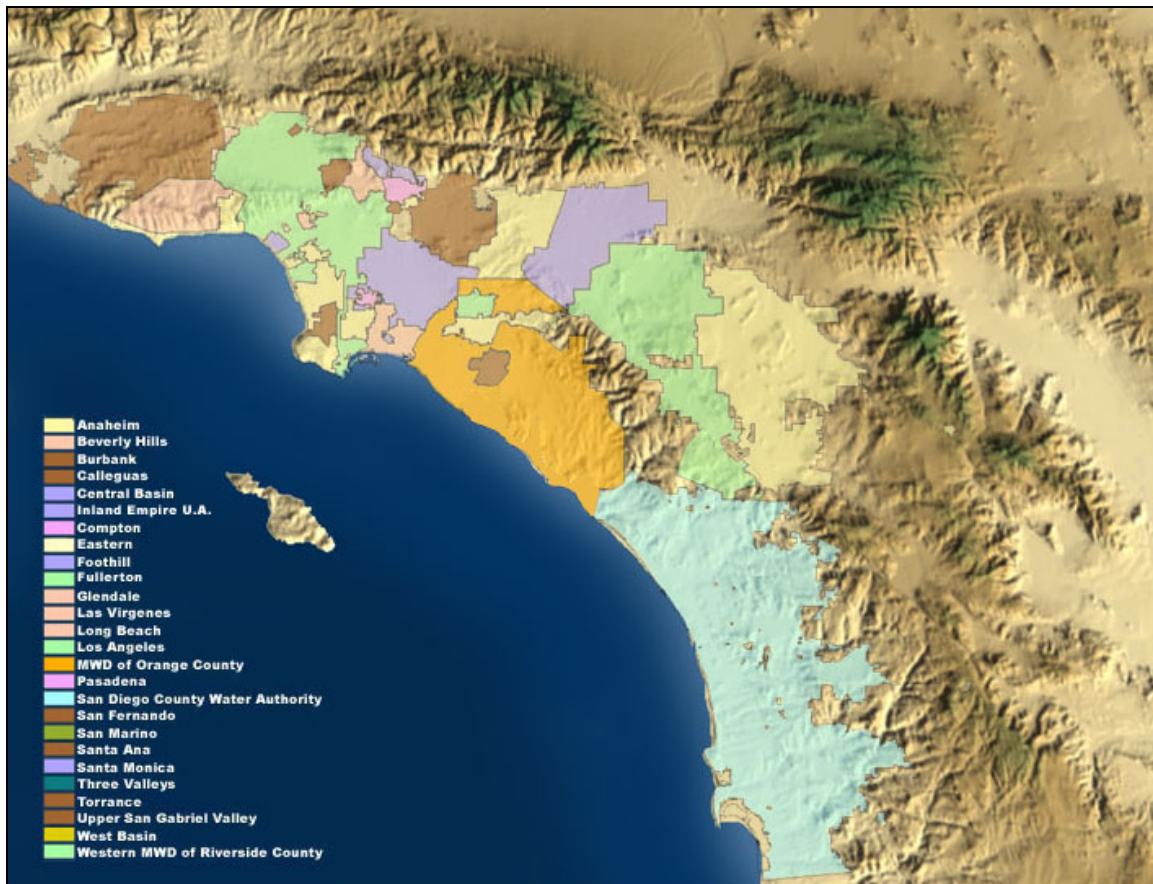 Anaheim
Beverly Hills
Burbank
Calleguas
Central Basin
Inland Empire U.A.
Compton
Eastern
Foothill
Fullerton
Glendale
Las Virgenes
Long Beach
Los Angeles
MWD of Orange County
Pasadena
San Diego County Water Authority
San Fernando
San Marino
Santa Ana
Santa Monica
Three Valleys
Torrance
Upper San Gabriel Valley
West Basin
Western MWD of Riverside County